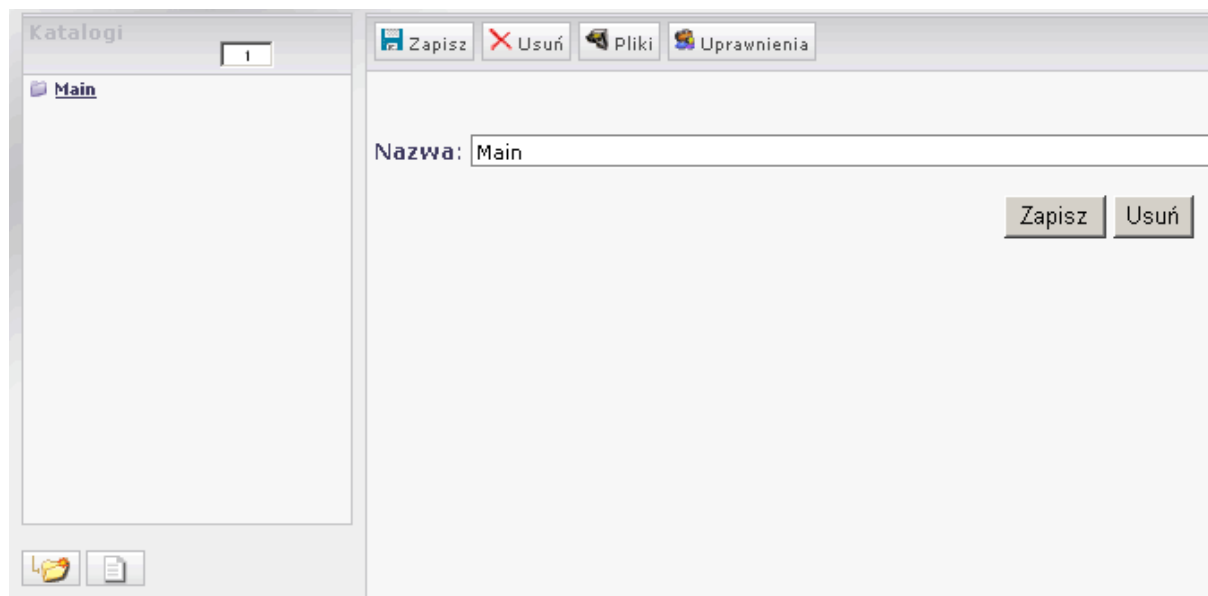 Katalogi
1
Main
Zapisz Usuń Pliki Uprawnienia
Nazwa: Main
Zapisz Usuń